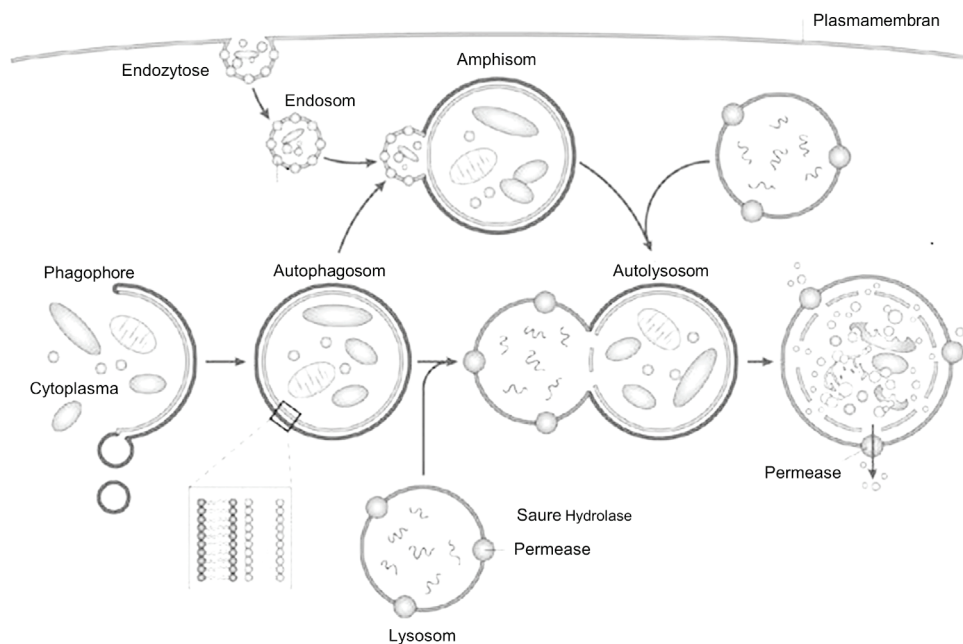 Plasmamembran
Endozytose
Amphisom
Endosom
Phagophore
Autophagosom
Autolysosom
Cytoplasma
Permease
Saure Hydrolase
Permease
Lysosom